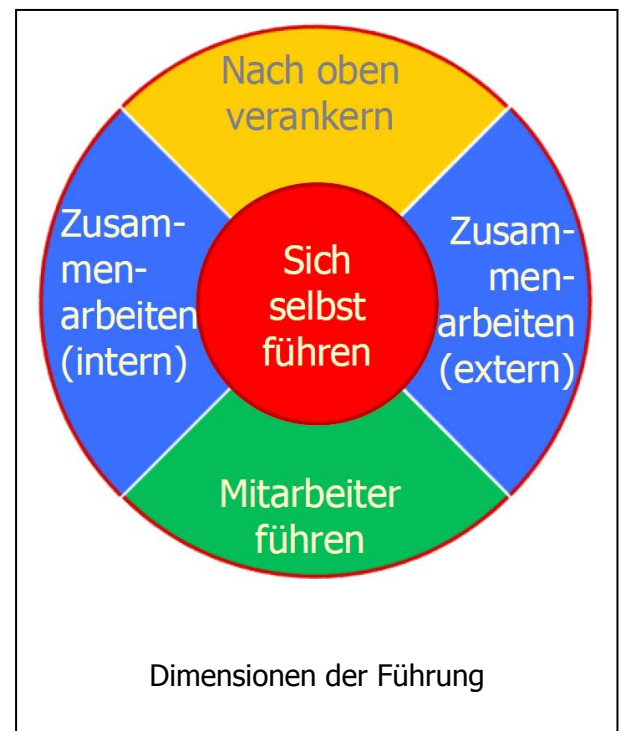 Nach oben
verankern
Zusam-
men-
arbeiten
(intern)
Sich
selbst
führen
Zusam-
men-
arbeiten
(extern)
Mitarbeiter
führen
Dimensionen der Führung